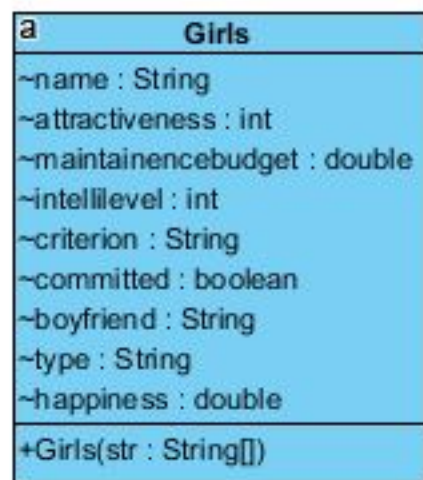 a
Girls
~name : String
~attractiveness : int
~maintainencebudget : double
~intellilevel : int
~criterion : String
~committed : boolean
~boyfriend : String
~type : String
~happiness : double
+Girls(str : String[])